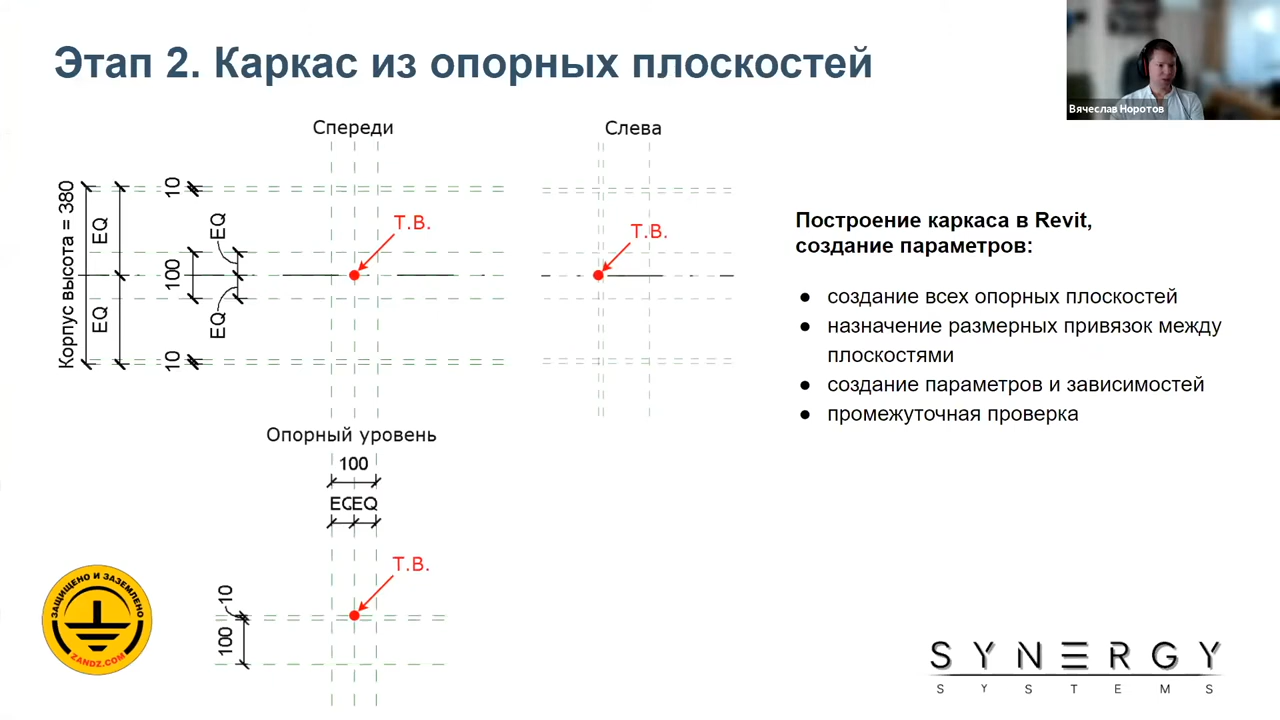 Этап 2. Каркас из опорных плоскостей
Вячеслав Норотов
Спереди
Слева
Корпус высота = 380
EQ
EQ
10
100
10
EQ
EQ
Т.В.
Т.В.
Построение каркаса в Revit,
создание параметров:
● создание всех опорных плоскостей
● назначение размерных привязок между
плоскостями
● создание параметров и зависимостей
● промежуточная проверка
Опорный уровень
100
EQ EQ
Т.В.
10
100
ЗАЩИЩЕНО И ЗАЗЕМЛЕНО
ZANDZ.COM
SYNERGY
SYSTEMS